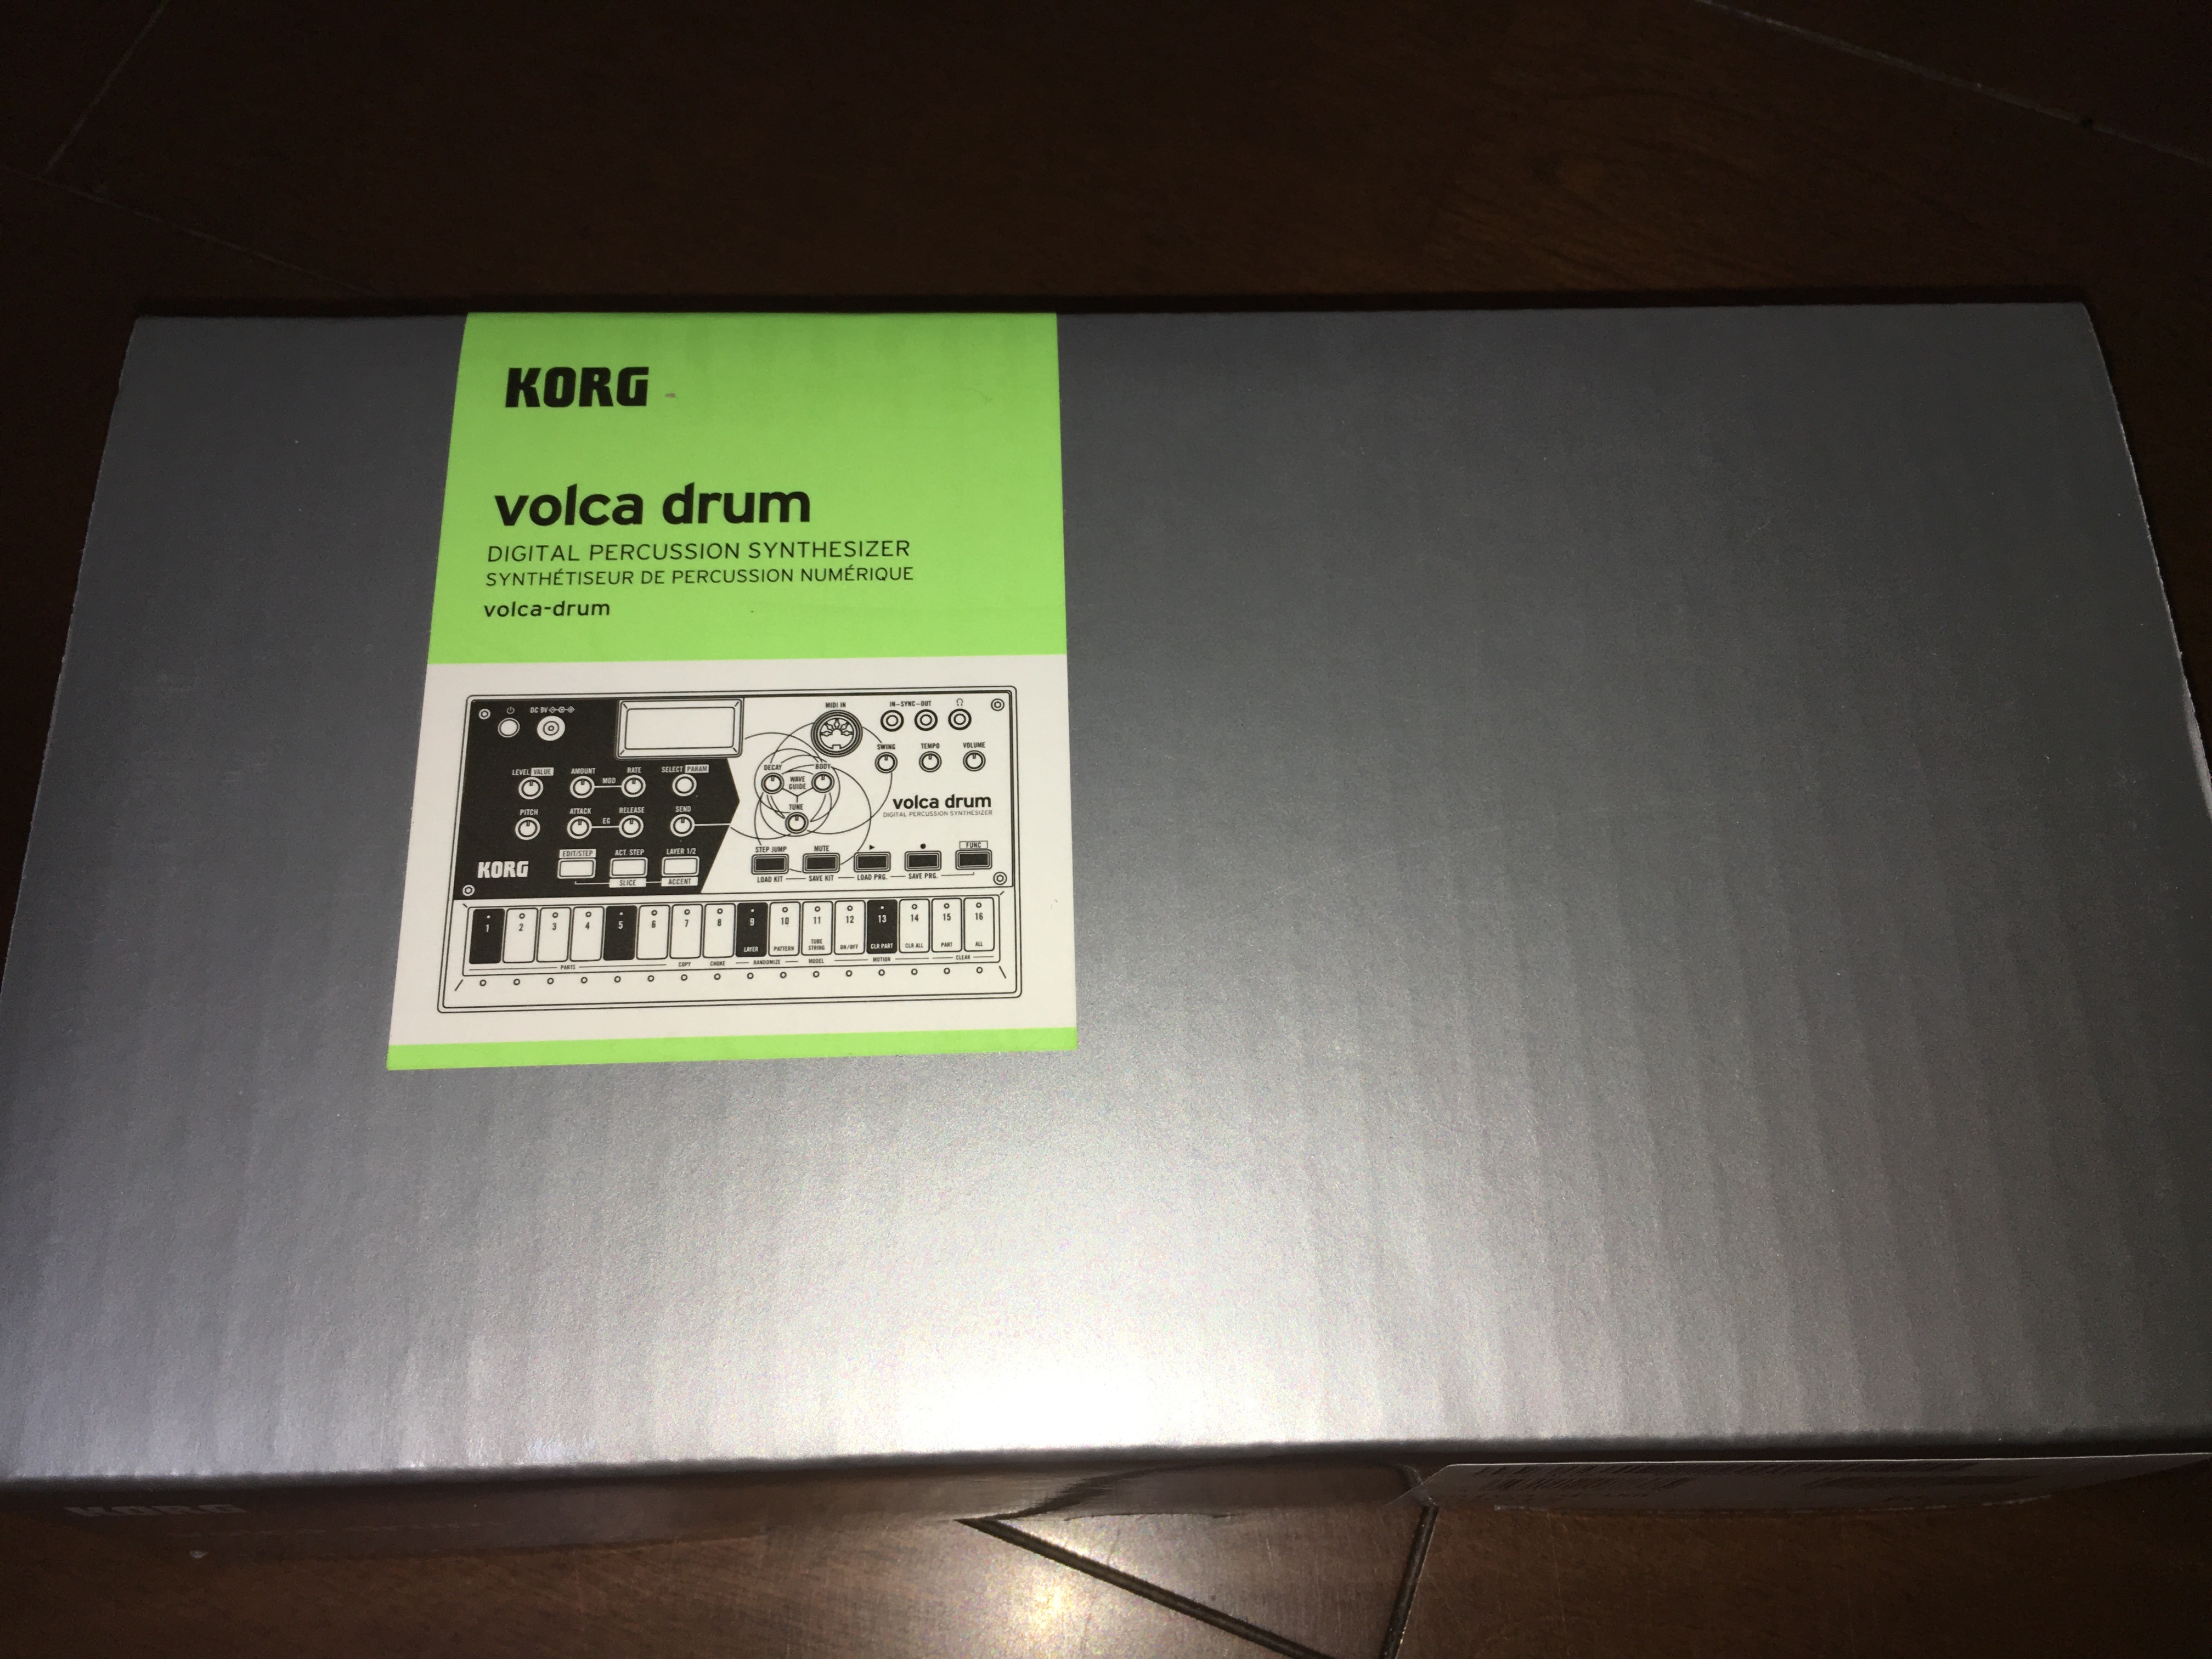 KORG
volca drum
DIGITAL PERCUSSION SYNTHESIZER
SYNTHÉTISEUR DE PERCUSSION NUMÉRIQUE
volca-drum
DC 9V
MIDI IN
IN-SYNC-OUT
SWING TEMPO VOLUME
LEVEL VALUE AMOUNT MOD RATE SELECT PARAM
DECAY BODY
WAVE GUIDE
TUNE
PITCH ATTACK EG RELEASE SEND
volca drum
DIGITAL PERCUSSION SYNTHESIZER
KORG
EDIT/STEP ACT. STEP LAYER 1/2
SLICE ACCENT
STEP JUMP MUTE FUNC
LOAD KIT SAVE KIT LOAD PRG. SAVE PRG.
1 2 3 4 5 6 7 8 9 10 11 12 13 14 15 16
LAYER PATTERN TUBE STRING ON/OFF CLR PART CLR ALL PART ALL
PARTS COPY CHOKE RANDOMIZE MODEL MOTION CLEAR
KORG